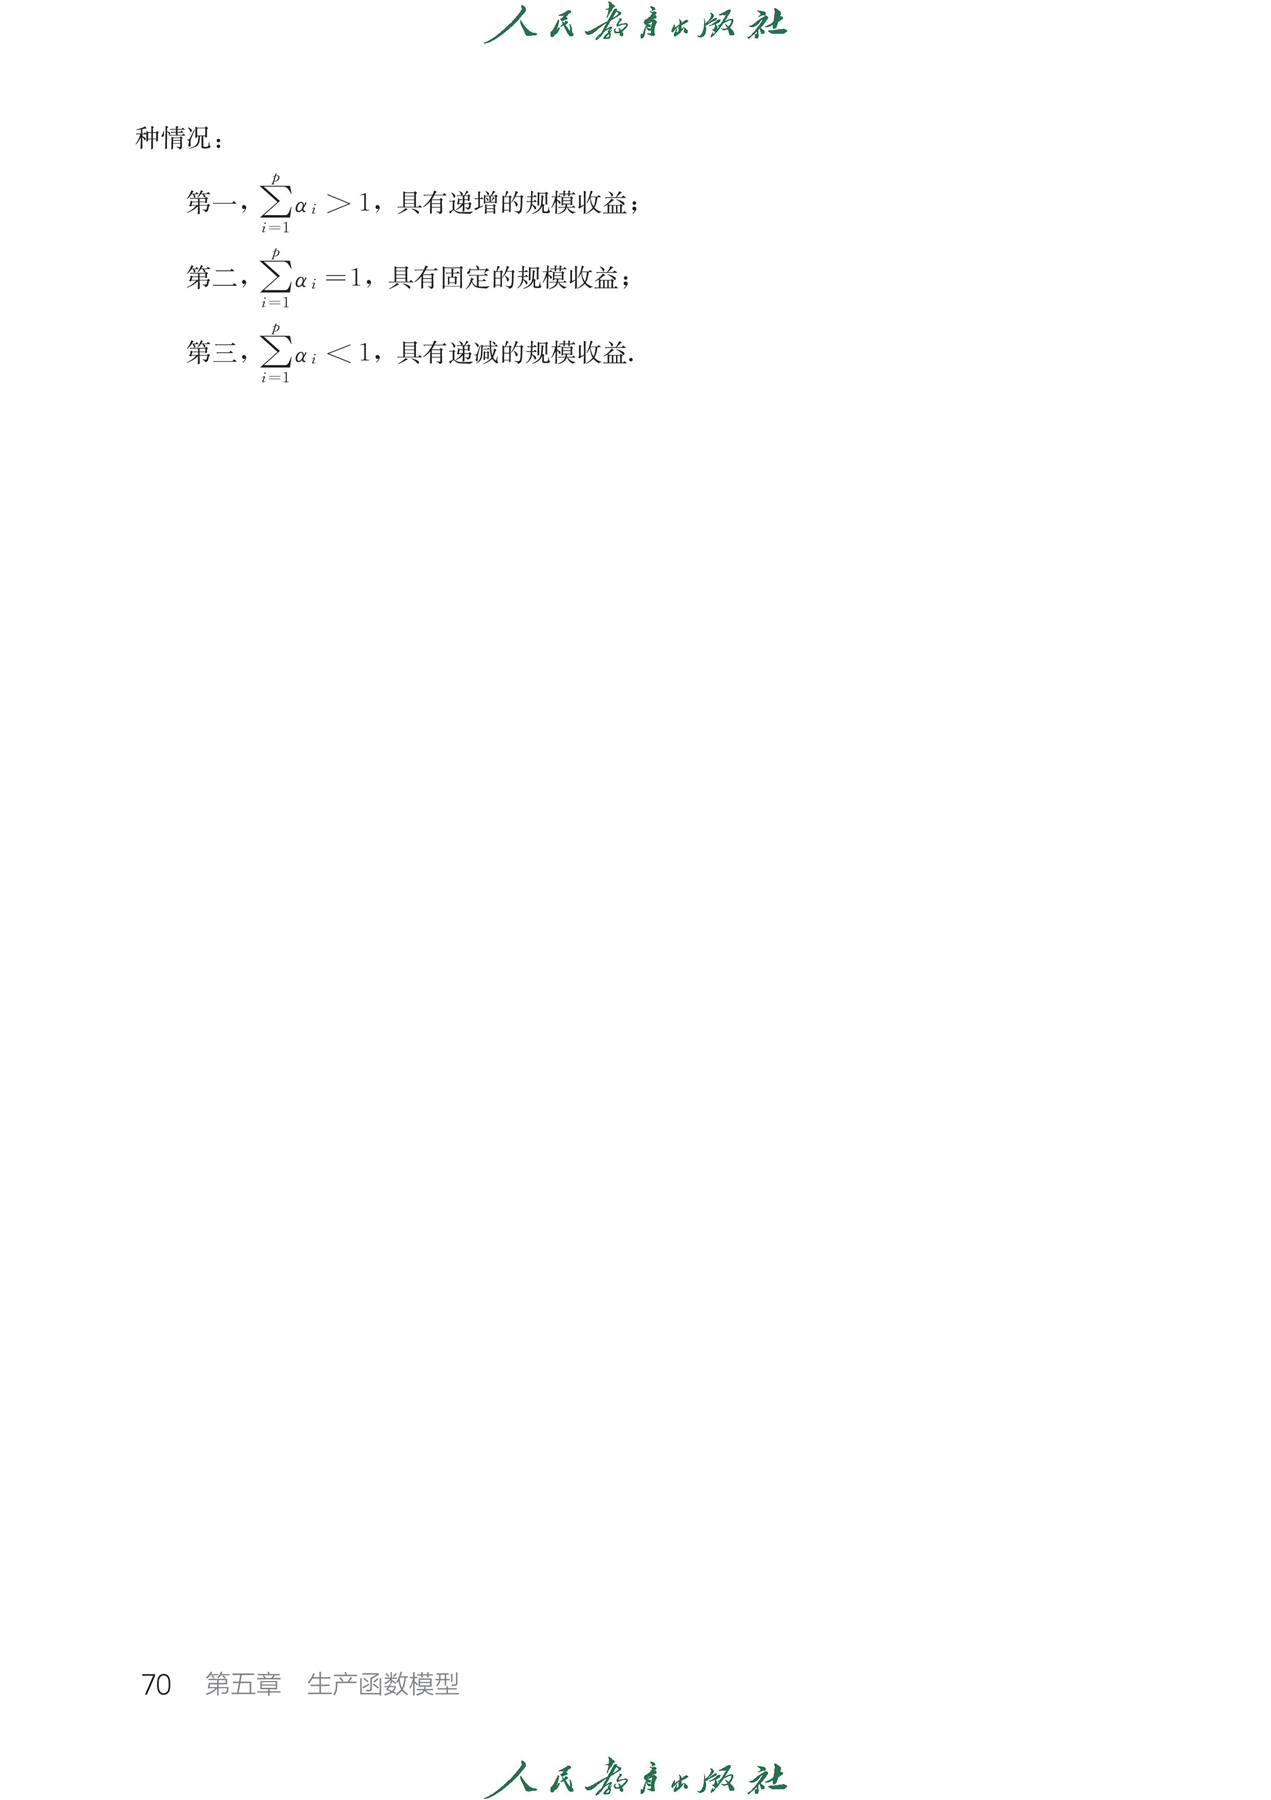 人民教育出版社
种情况：
第一，$\sum_{i=1}^{p}\alpha_i>1$，具有递增的规模收益；
第二，$\sum_{i=1}^{p}\alpha_i=1$，具有固定的规模收益；
第三，$\sum_{i=1}^{p}\alpha_i<1$，具有递减的规模收益.
70 第五章 生产函数模型
人民教育出版社